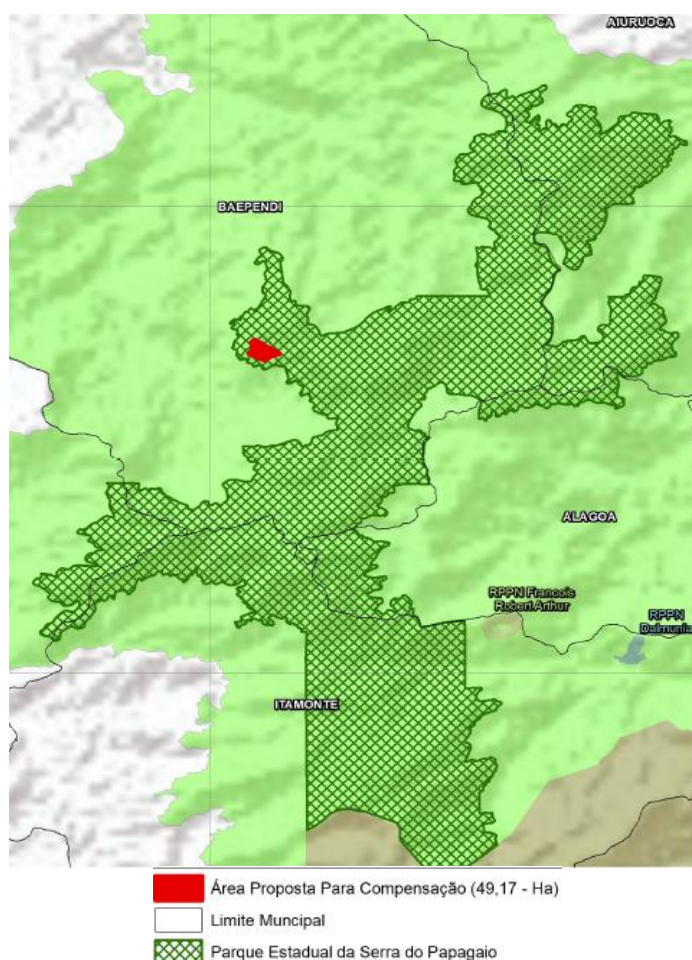 AIURUOCA
BAEPENDI
ALAGOA
RPPN Francois
Robert Arthur
RPPN
Dalmunia
ITAMONTE
Área Proposta Para Compensação (49,17 - Ha)
Limite Muncipal
Parque Estadual da Serra do Papagaio